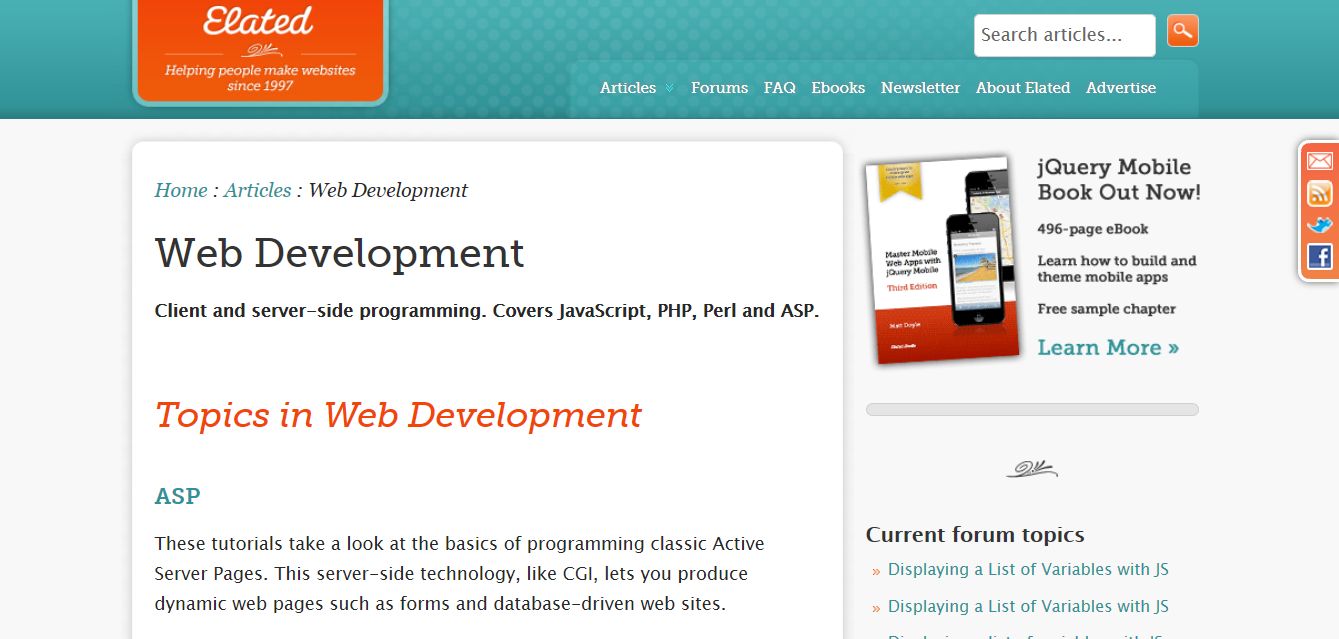 Elated
Helping people make websites
since 1997
Search articles...
Articles
Forums
FAQ
Ebooks
Newsletter
About Elated
Advertise
Home : Articles : Web Development
Web Development
Client and server-side programming. Covers JavaScript, PHP, Perl and ASP.
Topics in Web Development
ASP
These tutorials take a look at the basics of programming classic Active
Server Pages. This server-side technology, like CGI, lets you produce
dynamic web pages such as forms and database-driven web sites.
Master Mobile
Web Apps with
jQuery Mobile
Third Edition
Matt Doyle
jQuery Mobile
Book Out Now!
496-page eBook
Learn how to build and
theme mobile apps
Free sample chapter
Learn More »
Current forum topics
» Displaying a List of Variables with JS
» Displaying a List of Variables with JS